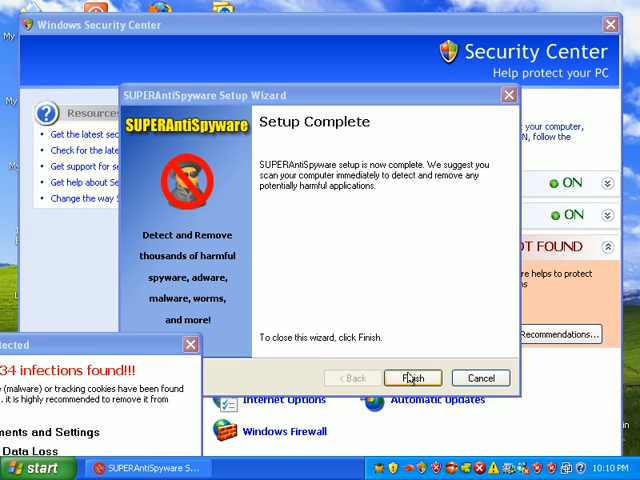 My
Windows Security Center
Security Center
Help protect your PC
My
Resources
Get the latest sec
Check for the late
Get support for se
Get help about Sec
Change the way S
your computer,
N, follow the
ON
ON
OT FOUND
re helps to protect
ns
Recommendations...
Internet Options
Automatic Updates
Windows Firewall
SUPERAntiSpyware Setup Wizard
SUPERAntiSpyware
Detect and Remove
thousands of harmful
spyware, adware,
malware, worms,
and more!
Setup Complete
SUPERAntiSpyware setup is now complete. We suggest you
scan your computer immediately to detect and remove any
potentially harmful applications.
To close this wizard, click Finish.
< Back
Finish
Cancel
tected
34 infections found!!!
e (malware) or tracking cookies have been found
.. it is highly recommended to remove it from
ments and Settings
Data Loss
start
SUPERAntiSpyware S...
10:10 PM